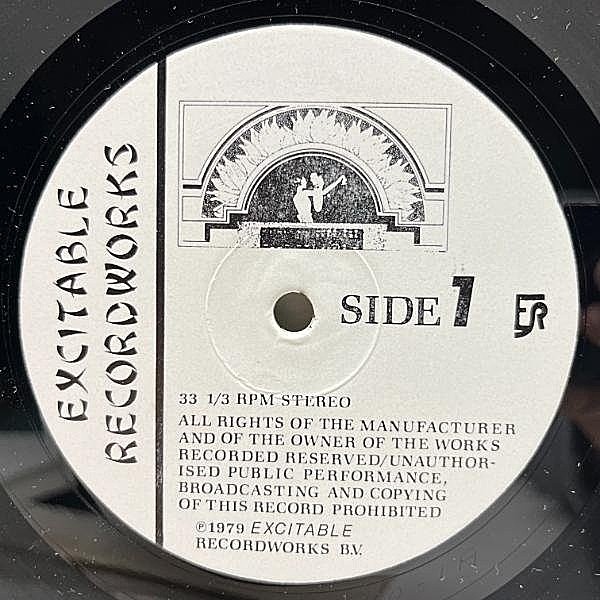 EXCITABLE
RECORDWORKS
SIDE 1
33 1/3 RPM STEREO
ALL RIGHTS OF THE MANUFACTURER
AND OF THE OWNER OF THE WORKS
RECORDED RESERVED/UNAUTHOR-
ISED PUBLIC PERFORMANCE,
BROADCASTING AND COPYING
OF THIS RECORD PROHIBITED
℗1979 EXCITABLE
RECORDWORKS B.V.